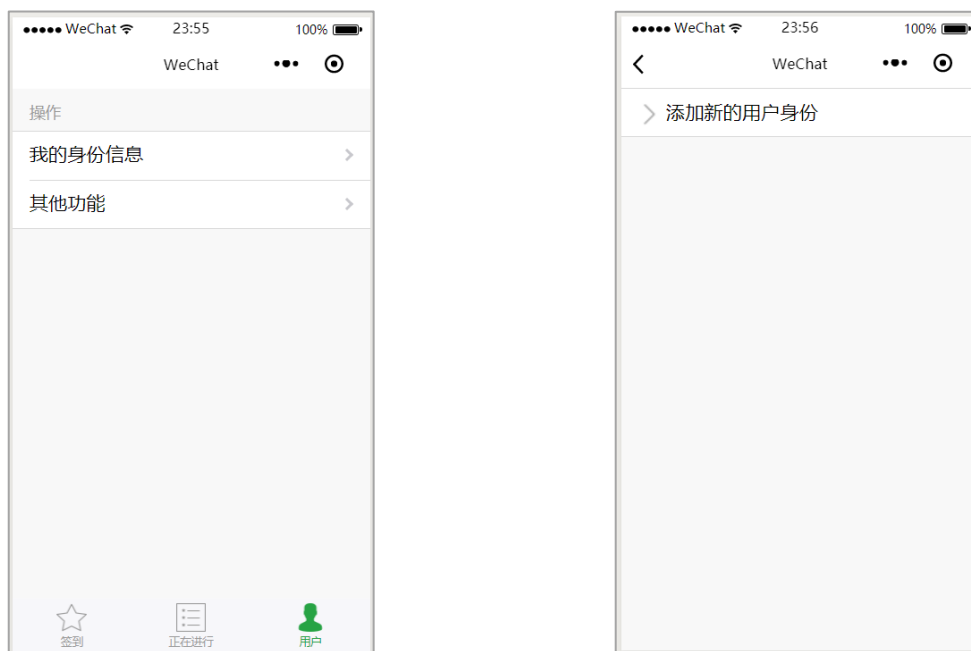 WeChat 23:55 100%
WeChat
操作
我的身份信息
其他功能
签到 正在进行 用户
WeChat 23:56 100%
WeChat
添加新的用户身份